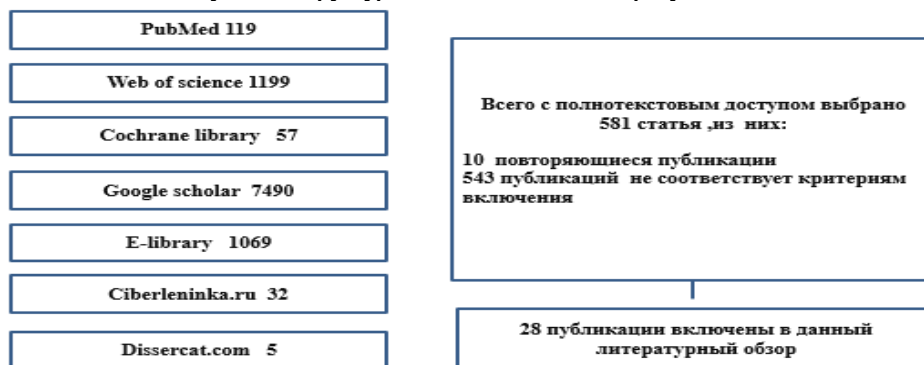 PubMed 119
Web of science 1199
Cochrane library 57
Google scholar 7490
E-library 1069
Ciberleninka.ru 32
Dissercat.com 5
Всего с полнотекстовым доступом выбрано
581 статья ,из них:
10 повторяющиеся публикации
543 публикаций не соответствует критериям
включения
28 публикации включены в данный
литературный обзор